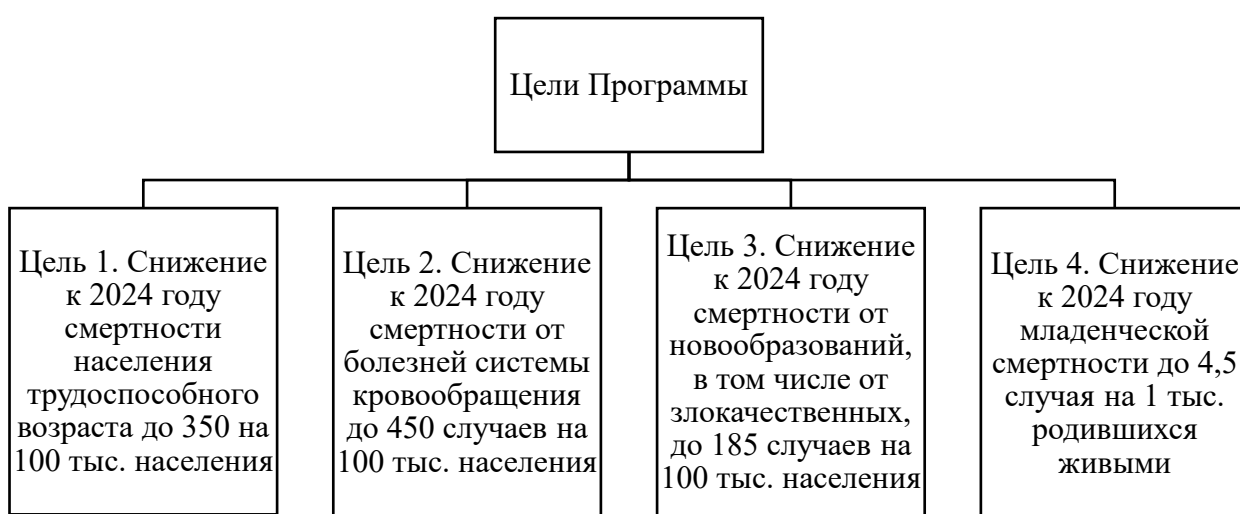 Цели Программы
Цель 1. Снижение
к 2024 году
смертности
населения
трудоспособного
возраста до 350 на
100 тыс. населения
Цель 2. Снижение
к 2024 году
смертности от
болезней системы
кровообращения
до 450 случаев на
100 тыс. населения
Цель 3. Снижение
к 2024 году
смертности от
новообразований,
в том числе от
злокачественных,
до 185 случаев на
100 тыс. населения
Цель 4. Снижение
к 2024 году
младенческой
смертности до 4,5
случая на 1 тыс.
родившихся
живыми